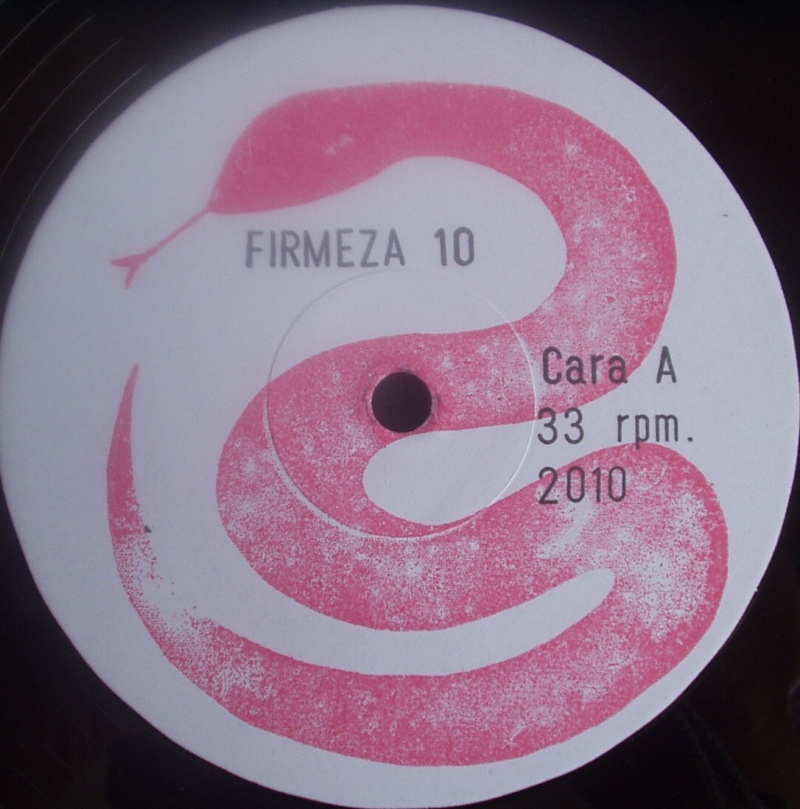 FIRMEZA 10
Cara A
33 rpm.
2010